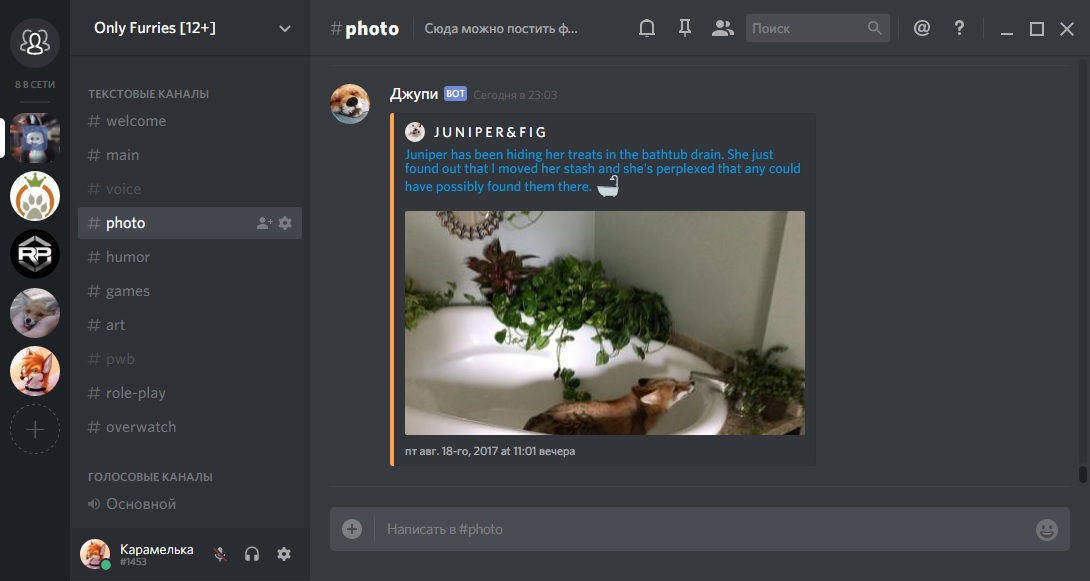 Only Furries [12+]
#photo
Сюда можно постить ф...
Поиск
@
?
8 В СЕТИ
ТЕКСТОВЫЕ КАНАЛЫ
# welcome
# main
# voice
# photo
# humor
# games
# art
# pwb
# role-play
# overwatch
ГОЛОСОВЫЕ КАНАЛЫ
Основной
Карамелька
#1453
Джупи BOT Сегодня в 23:03
JUNIPER&FIG
Juniper has been hiding her treats in the bathtub drain. She just
found out that I moved her stash and she's perplexed that any could
have possibly found them there.
пт авг. 18-го, 2017 at 11:01 вечера
Написать в #photo
RP